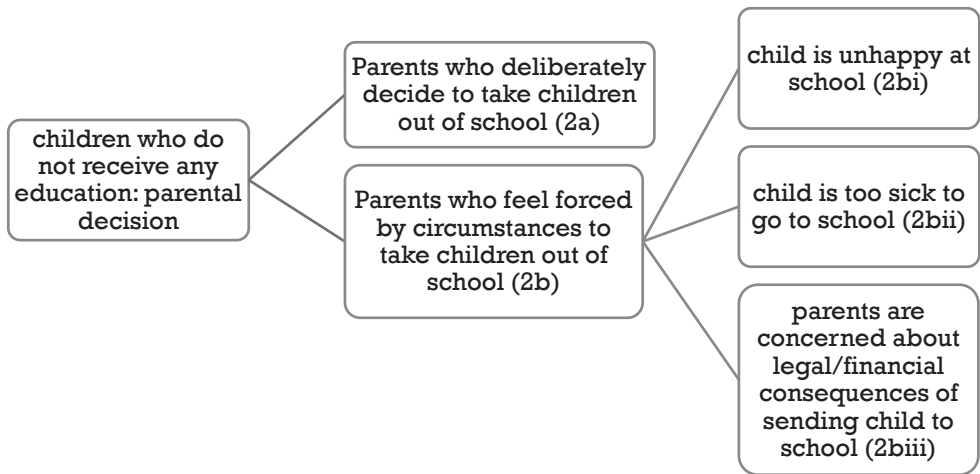 children who do
not receive any
education: parental
decision
Parents who deliberately
decide to take children
out of school (2a)
Parents who feel forced
by circumstances to
take children out of
school (2b)
child is unhappy at
school (2bi)
child is too sick to
go to school (2bii)
parents are
concerned about
legal/financial
consequences of
sending child to
school (2biii)